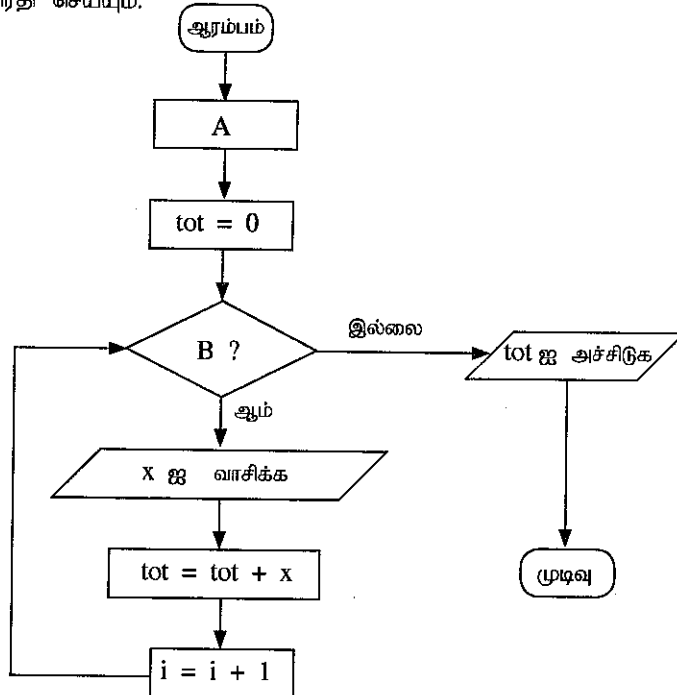 செய்யும்.
ஆரம்பம்
A
tot = 0
B ?
இல்லை
tot ஐ அச்சிடுக
ஆம்
x ஐ வாசிக்க
tot = tot + x
முடிவு
i = i + 1